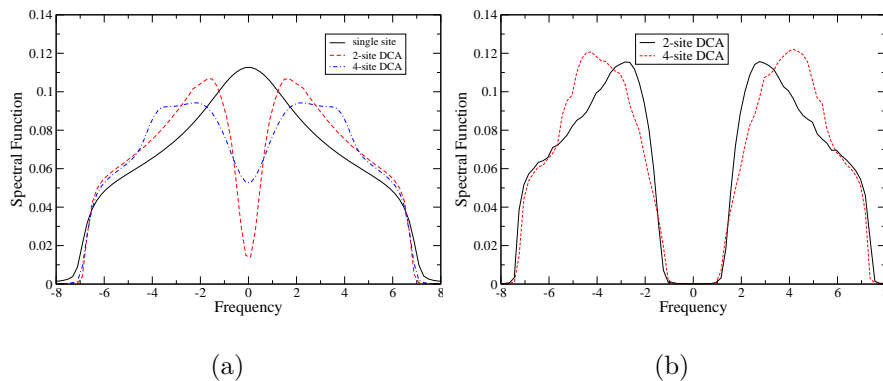 0.14
0.12
0.1
0.08
0.06
0.04
0.02
0
-8 -6 -4 -2 0 2 4 6 8
Frequency
Spectral Function
single site
2-site DCA
4-site DCA
(a)
0.14
0.12
0.1
0.08
0.06
0.04
0.02
0
-8 -6 -4 -2 0 2 4 6 8
Frequency
Spectral Function
2-site DCA
4-site DCA
(b)